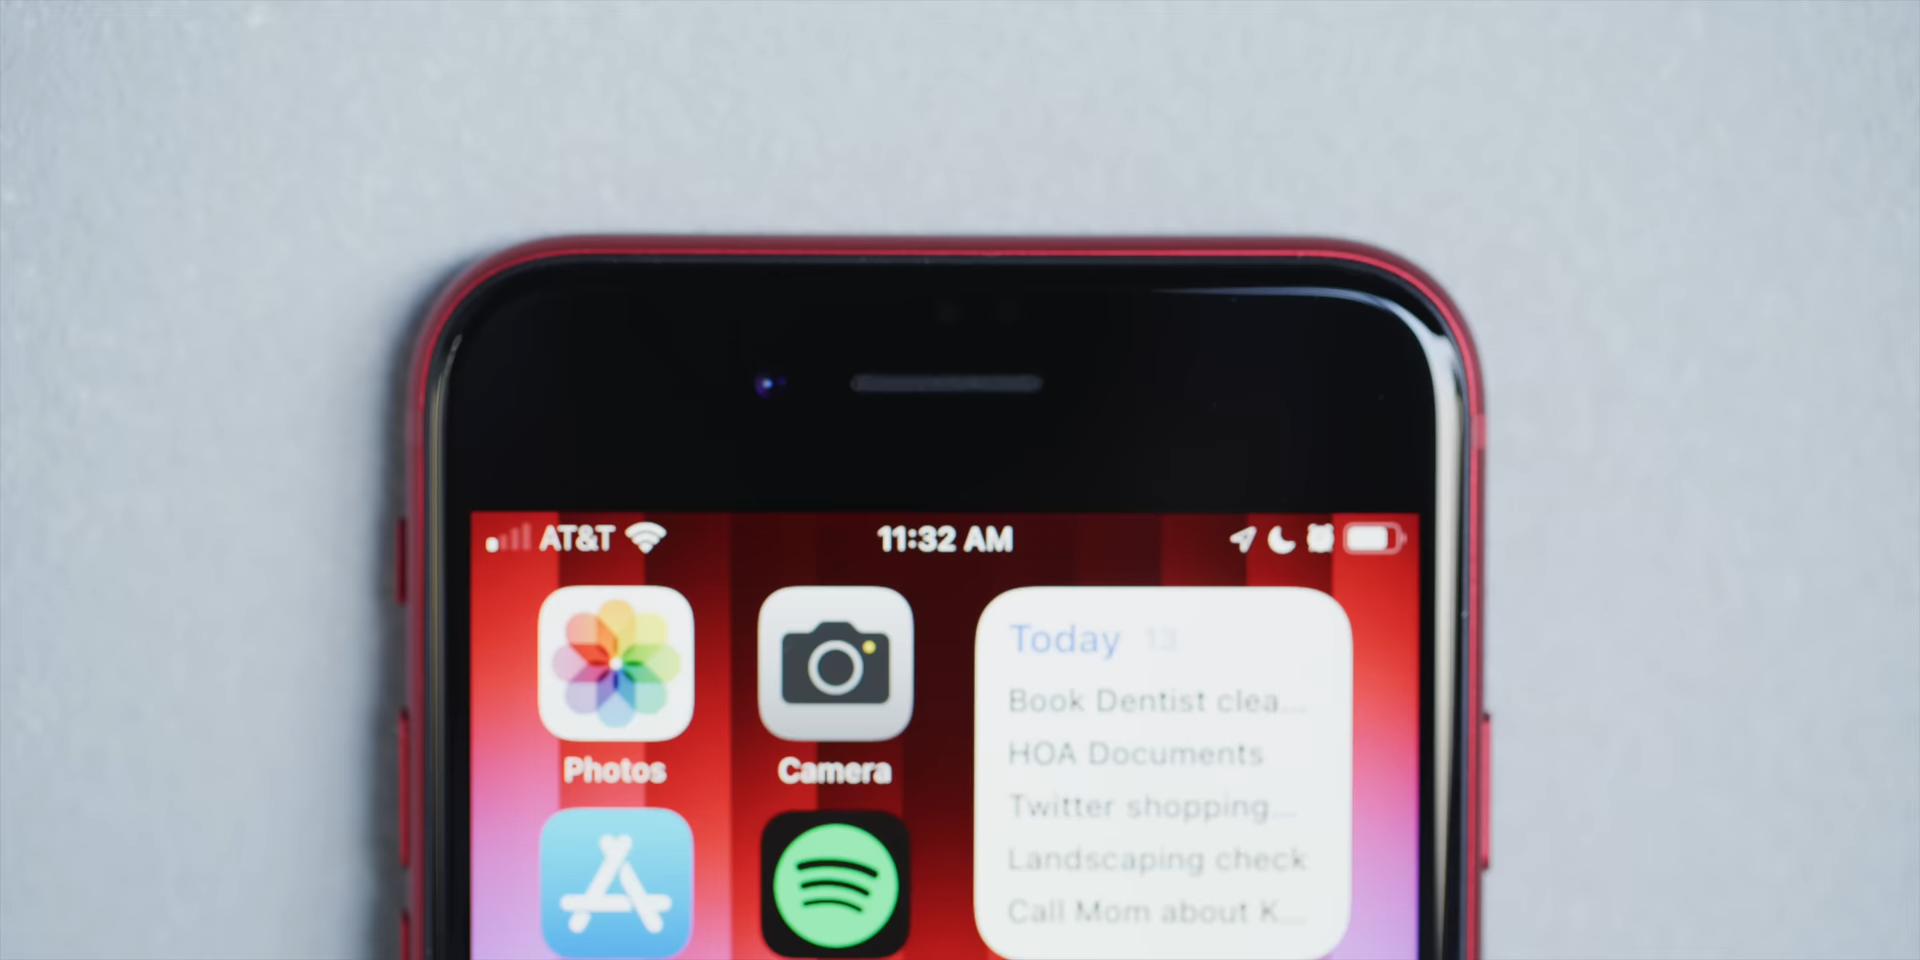 AT&T 11:32 AM
Today 13
Book Dentist clea...
HOA Documents
Twitter shopping...
Landscaping check
Call Mom about K...
Photos Camera